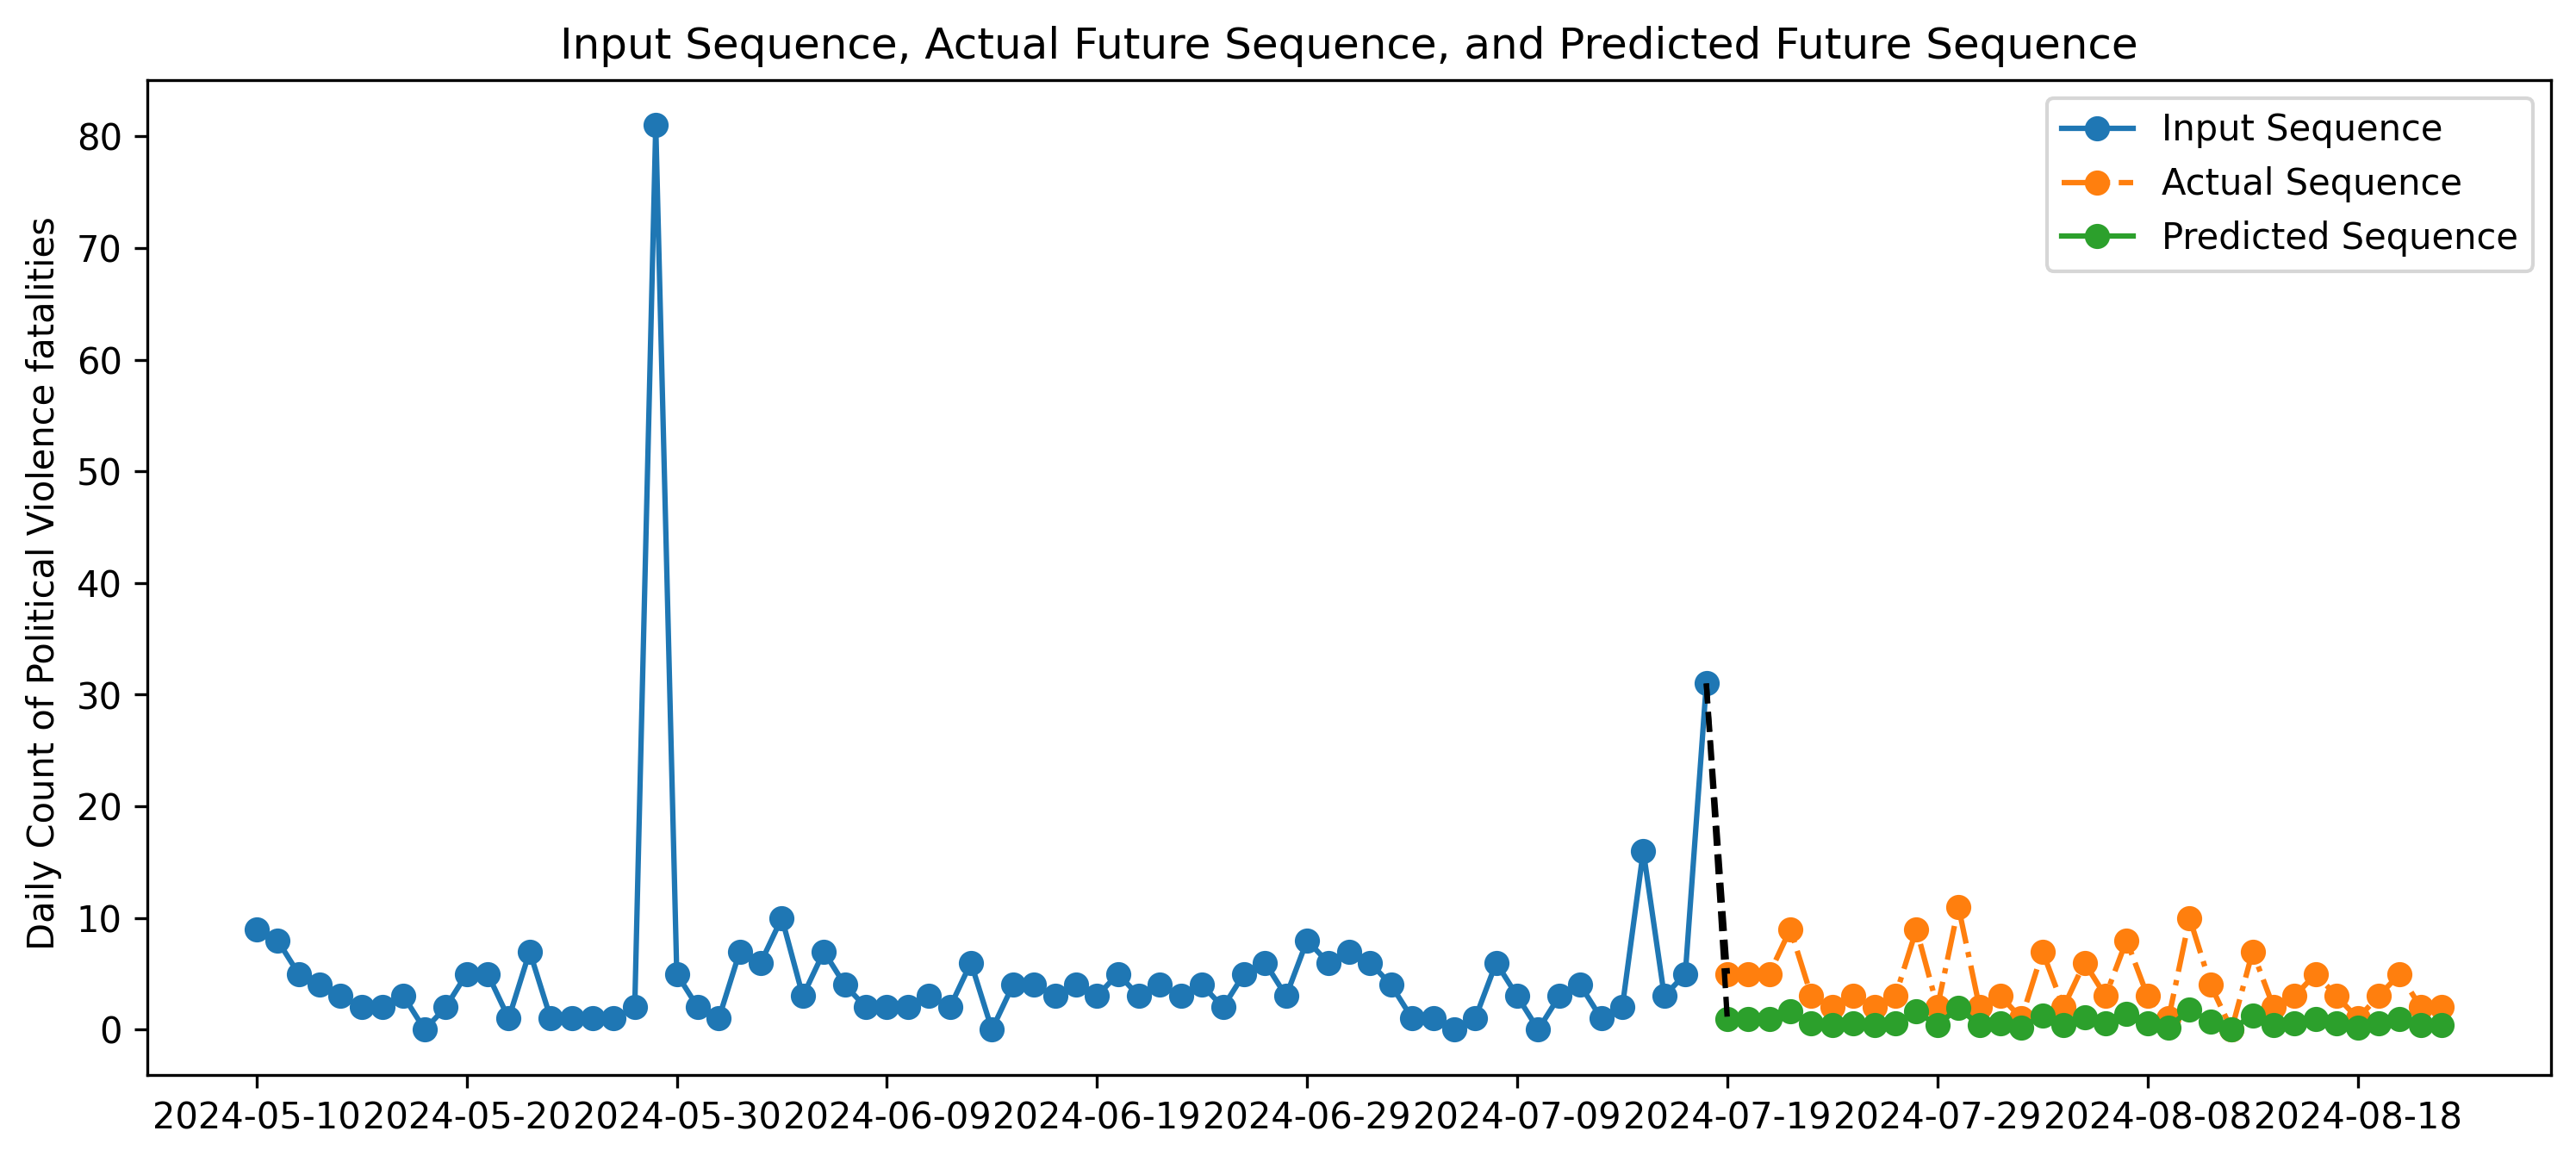 Input Sequence, Actual Future Sequence, and Predicted Future Sequence
Daily Count of Political Violence fatalities
80
70
60
50
40
30
20
10
0
Input Sequence
Actual Sequence
Predicted Sequence
2024-05-10 2024-05-20 2024-05-30 2024-06-09 2024-06-19 2024-06-29 2024-07-09 2024-07-19 2024-07-29 2024-08-08 2024-08-18